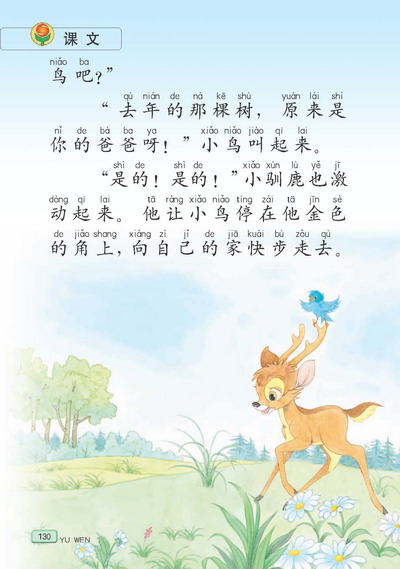 课文
niǎo ba
鸟吧？”
qù nián de nà kē shù yuán lái shì
“去年的那棵树，原来是
nǐ de bà ba ya xiǎo niǎo jiào qǐ lai
你的爸爸呀！”小鸟叫起来。
shì de shì de xiǎo xùn lù yě jī
“是的！是的！”小驯鹿也激
dòng qǐ lai tā ràng xiǎo niǎo tíng zài tā jīn sè
动起来。他让小鸟停在他金色
de jiǎo shang xiàng zì jǐ de jiā kuài bù zǒu qù
的角上，向自己的家快步走去。
130
YU WEN